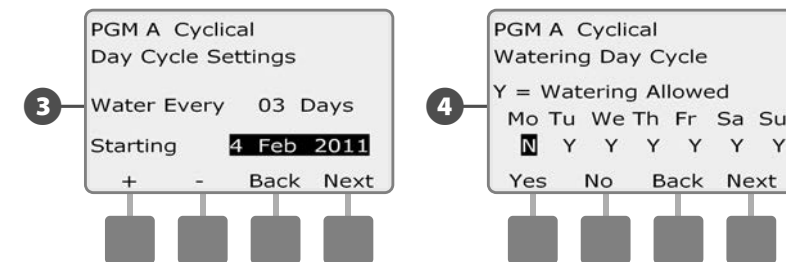 3
PGM A Cyclical
Day Cycle Settings
Water Every 03 Days
Starting 4 Feb 2011
+ - Back Next
4
PGM A Cyclical
Watering Day Cycle
Y = Watering Allowed
Mo Tu We Th Fr Sa Su
N Y Y Y Y Y Y
Yes No Back Next